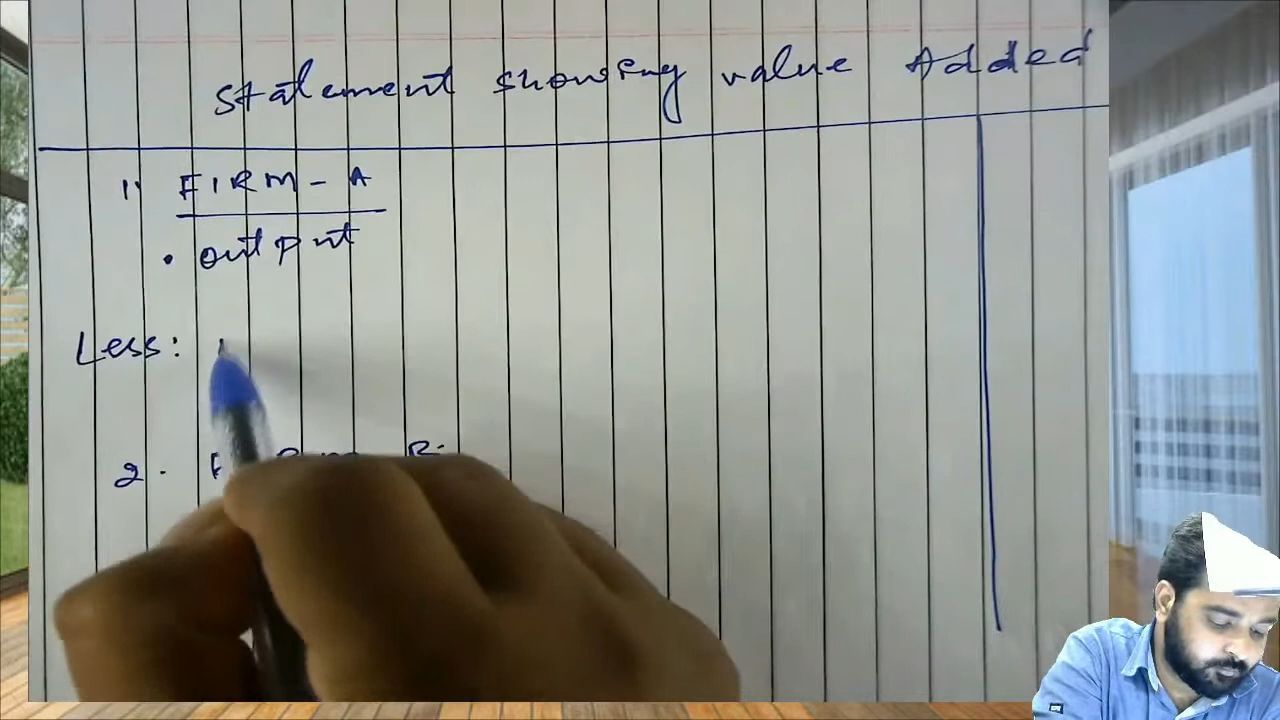 Statement showing value Added
1) FIRM - A
• output
Less:
2.